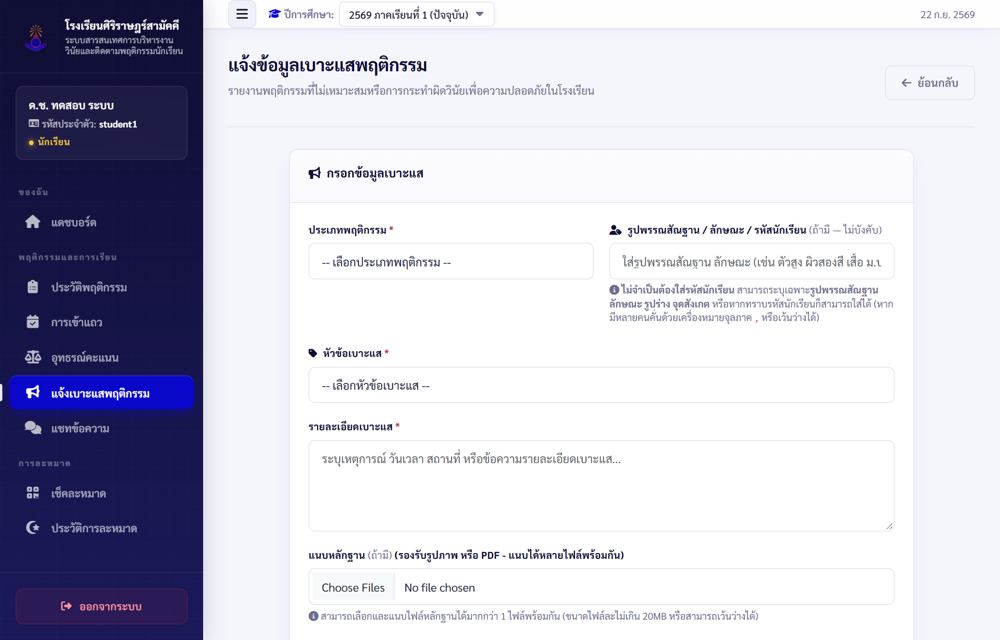 โรงเรียนศิริราษฎร์สามัคคี
ระบบสารสนเทศการบริหารงาน
วินัยและติดตามพฤติกรรมนักเรียน
ด.ช. ทดสอบ ระบบ
รหัสประจำตัว: student1
นักเรียน
ของฉัน
แดชบอร์ด
พฤติกรรมและการเรียน
ประวัติพฤติกรรม
การเข้าแถว
อุทธรณ์คะแนน
แจ้งเบาะแสพฤติกรรม
แชทข้อความ
การละหมาด
เช็คละหมาด
ประวัติการละหมาด
ออกจากระบบ
ปีการศึกษา: 2569 ภาคเรียนที่ 1 (ปัจจุบัน)
22 ก.ย. 2569
แจ้งข้อมูลเบาะแสพฤติกรรม
รายงานพฤติกรรมที่ไม่เหมาะสมหรือการกระทำผิดวินัยเพื่อความปลอดภัยในโรงเรียน
ย้อนกลับ
กรอกข้อมูลเบาะแส
ประเภทพฤติกรรม *
-- เลือกประเภทพฤติกรรม --
รูปพรรณสัณฐาน / ลักษณะ / รหัสนักเรียน (ถ้ามี — ไม่บังคับ)
ใส่รูปพรรณสัณฐาน ลักษณะ (เช่น ตัวสูง ผิวสองสี เสื้อ ม.
ไม่จำเป็นต้องใส่รหัสนักเรียน สามารถระบุเฉพาะรูปพรรณสัณฐาน
ลักษณะ รูปร่าง จุดสังเกต หรือหากทราบรหัสนักเรียนก็สามารถใส่ได้ (หาก
มีหลายคนคั่นด้วยเครื่องหมายจุลภาค , หรือเว้นว่างได้)
หัวข้อเบาะแส *
-- เลือกหัวข้อเบาะแส --
รายละเอียดเบาะแส *
ระบุเหตุการณ์ วันเวลา สถานที่ หรือข้อความรายละเอียดเบาะแส...
แนบหลักฐาน (ถ้ามี) (รองรับรูปภาพ หรือ PDF - แนบได้หลายไฟล์พร้อมกัน)
Choose Files No file chosen
สามารถเลือกและแนบไฟล์หลักฐานได้มากกว่า 1 ไฟล์พร้อมกัน (ขนาดไฟล์ละไม่เกิน 20MB หรือสามารถเว้นว่างได้)